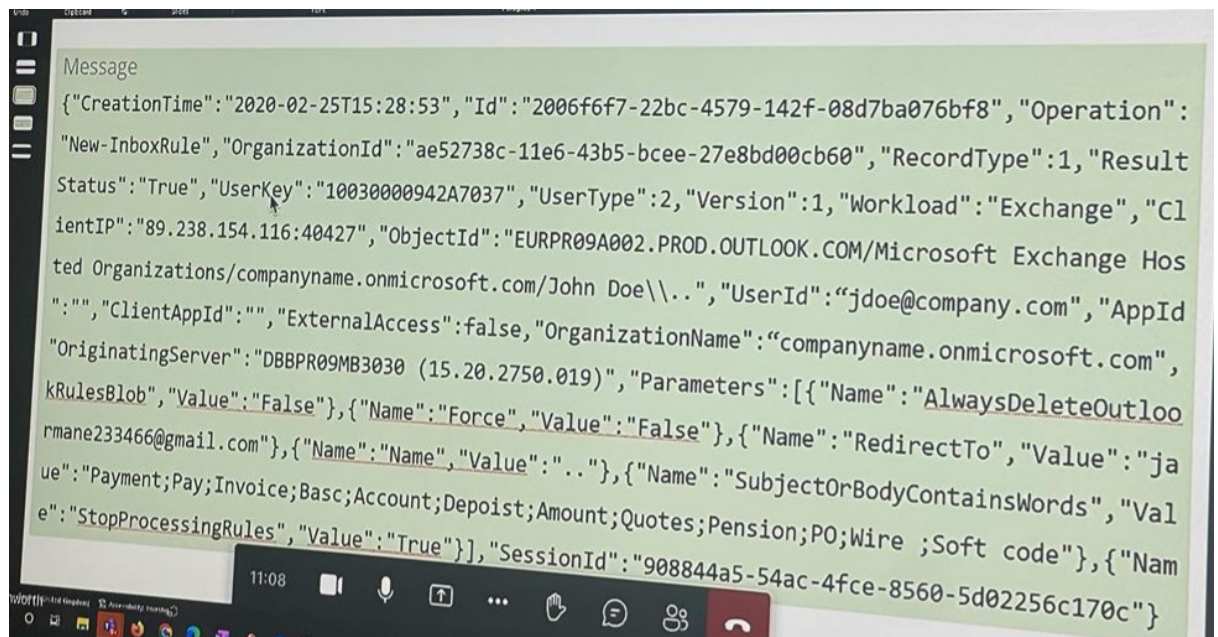 Undo
Clipboard
Slides
Font
Message
{"CreationTime":"2020-02-25T15:28:53","Id":"2006f6f7-22bc-4579-142f-08d7ba076bf8","Operation":
"New-InboxRule","OrganizationId":"ae52738c-11e6-43b5-bcee-27e8bd00cb60","RecordType":1,"Result
Status":"True","UserKey":"10030000942A7037","UserType":2,"Version":1,"Workload":"Exchange","Cl
ientIP":"89.238.154.116:40427","ObjectId":"EURPR09A002.PROD.OUTLOOK.COM/Microsoft Exchange Hos
ted Organizations/companyname.onmicrosoft.com/John Doe\\..","UserId":“jdoe@company.com","AppId
":"","ClientAppId":"","ExternalAccess":false,"OrganizationName":“companyname.onmicrosoft.com",
"OriginatingServer":"DBBPR09MB3030 (15.20.2750.019)","Parameters":[{"Name":"AlwaysDeleteOutloo
kRulesBlob","Value":"False"},{"Name":"Force","Value":"False"},{"Name":"RedirectTo","Value":"ja
rmane233466@gmail.com"},{"Name":"Name","Value":".."},{"Name":"SubjectOrBodyContainsWords","Val
ue":"Payment;Pay;Invoice;Basc;Account;Depoist;Amount;Quotes;Pension;PO;Wire ;Soft code"},{"Nam
e":"StopProcessingRules","Value":"True"}],"SessionId":"908844a5-54ac-4fce-8560-5d02256c170c"}
11:08